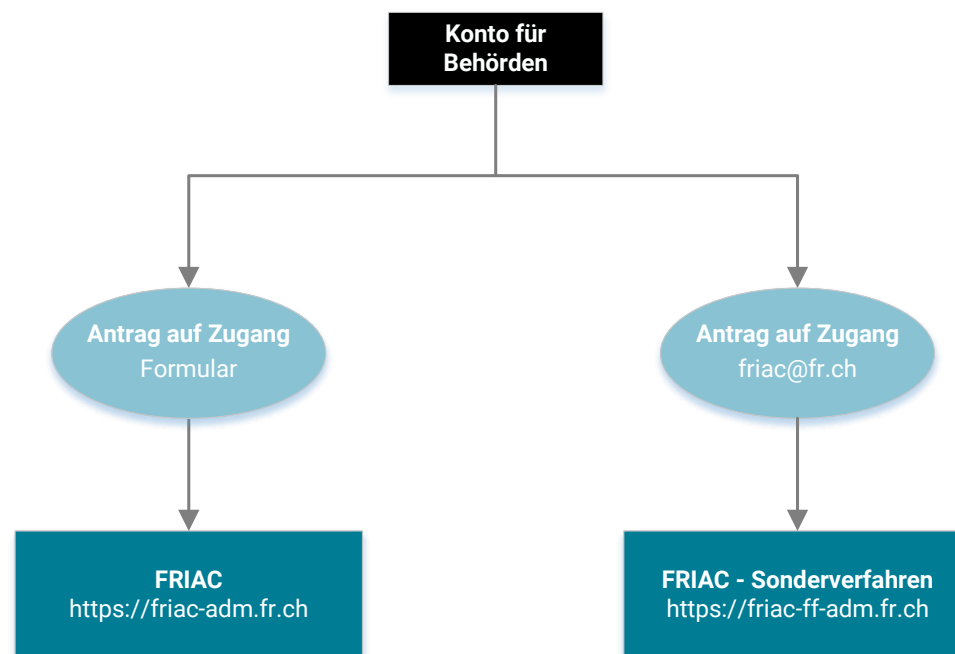 Konto für
Behörden
Antrag auf Zugang
Formular
Antrag auf Zugang
friac@fr.ch
FRIAC
https://friac-adm.fr.ch
FRIAC - Sonderverfahren
https://friac-ff-adm.fr.ch